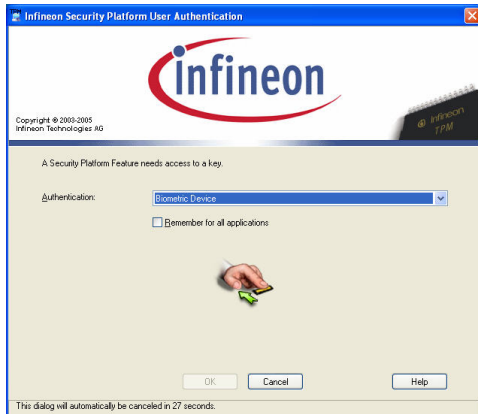 Infineon Security Platform User Authentication
infineon
Copyright © 2003-2005
Infineon Technologies AG
infineon
TPM
A Security Platform Feature needs access to a key.
Authentication:
Biometric Device
Remember for all applications
OK
Cancel
Help
This dialog will automatically be canceled in 27 seconds.